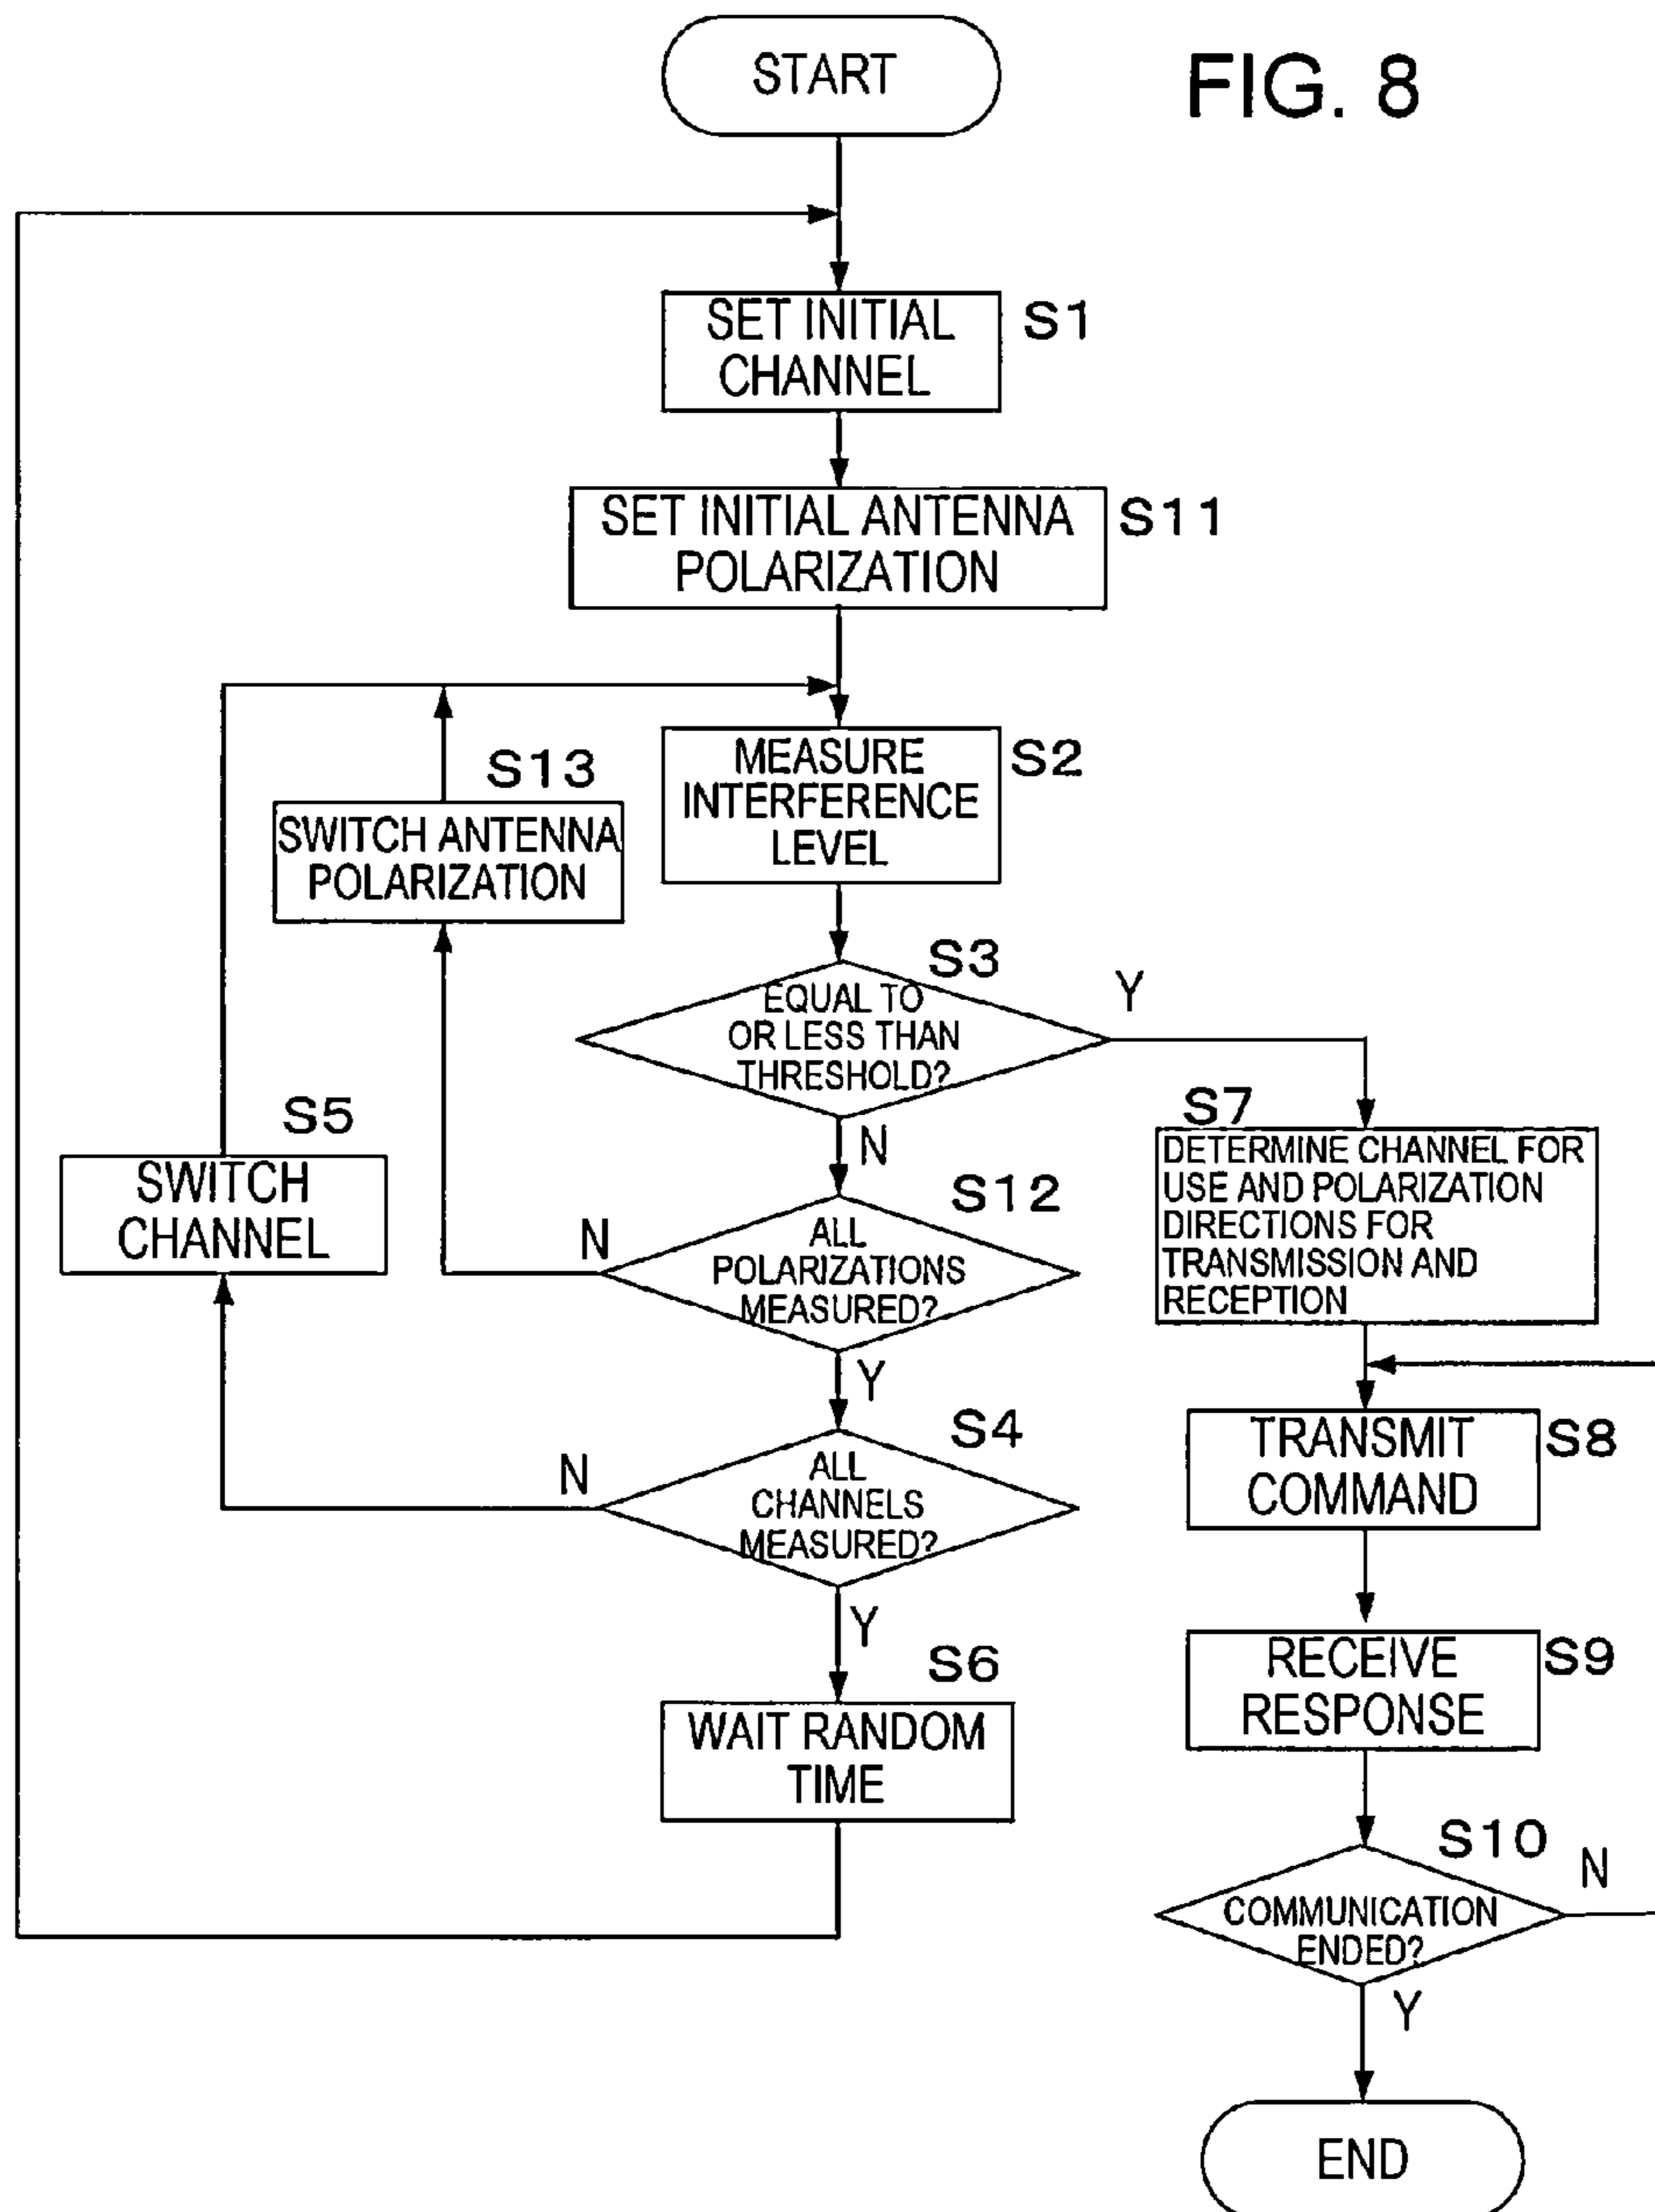 START
FIG. 8
SET INITIAL
CHANNEL
S1
SET INITIAL ANTENNA
POLARIZATION
S11
MEASURE
INTERFERENCE
LEVEL
S2
S13
SWITCH ANTENNA
POLARIZATION
S3
EQUAL TO
OR LESS THAN
THRESHOLD?
Y
N
S5
SWITCH
CHANNEL
S12
ALL
POLARIZATIONS
MEASURED?
N
Y
S4
ALL
CHANNELS
MEASURED?
N
Y
S6
WAIT RANDOM
TIME
S7
DETERMINE CHANNEL FOR
USE AND POLARIZATION
DIRECTIONS FOR
TRANSMISSION AND
RECEPTION
TRANSMIT
COMMAND
S8
RECEIVE
RESPONSE
S9
S10
COMMUNICATION
ENDED?
N
Y
END